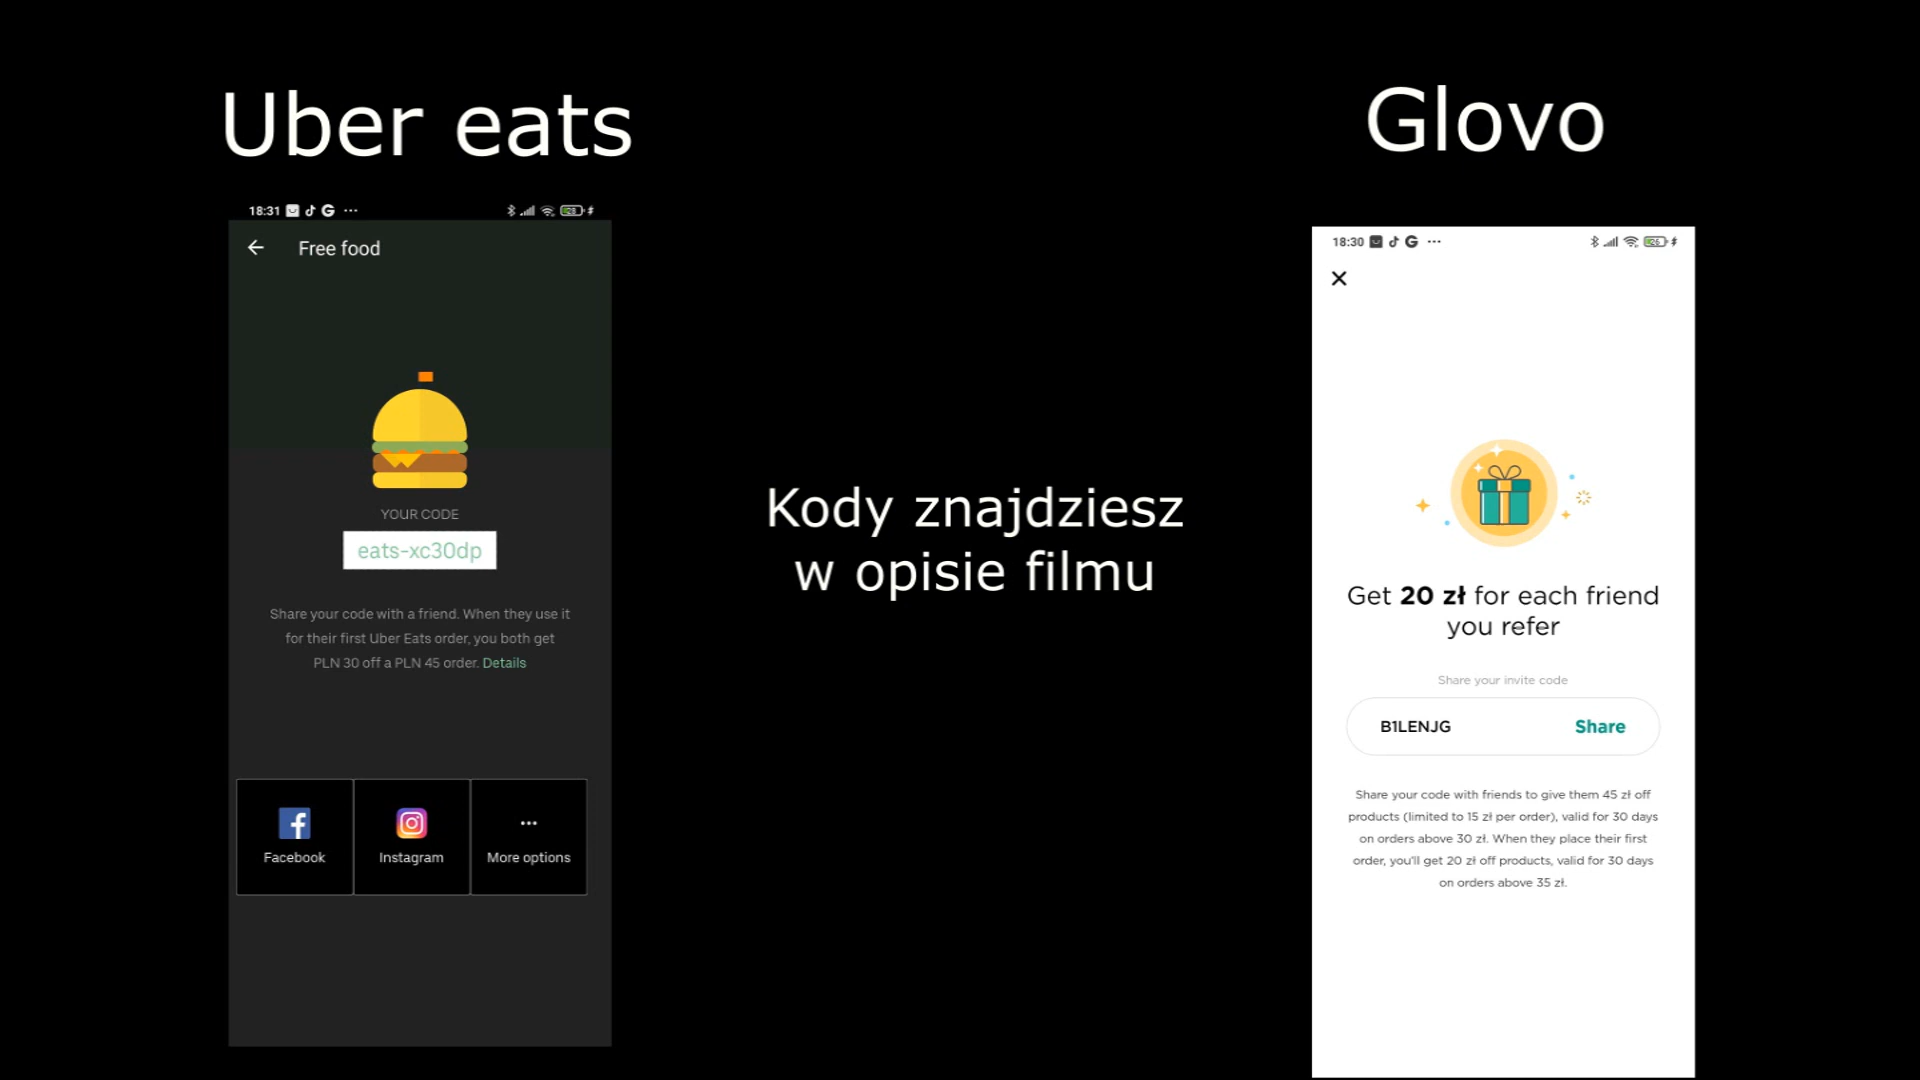 Uber eats
18:31
Free food
YOUR CODE
eats-xc30dp
Share your code with a friend. When they use it
for their first Uber Eats order, you both get
PLN 30 off a PLN 45 order. Details
Facebook
Instagram
More options
Kody znajdziesz
w opisie filmu
Glovo
18:30
Get 20 zł for each friend
you refer
Share your invite code
B1LENJG
Share
Share your code with friends to give them 45 zł off
products (limited to 15 zł per order), valid for 30 days
on orders above 30 zł. When they place their first
order, you'll get 20 zł off products, valid for 30 days
on orders above 35 zł.